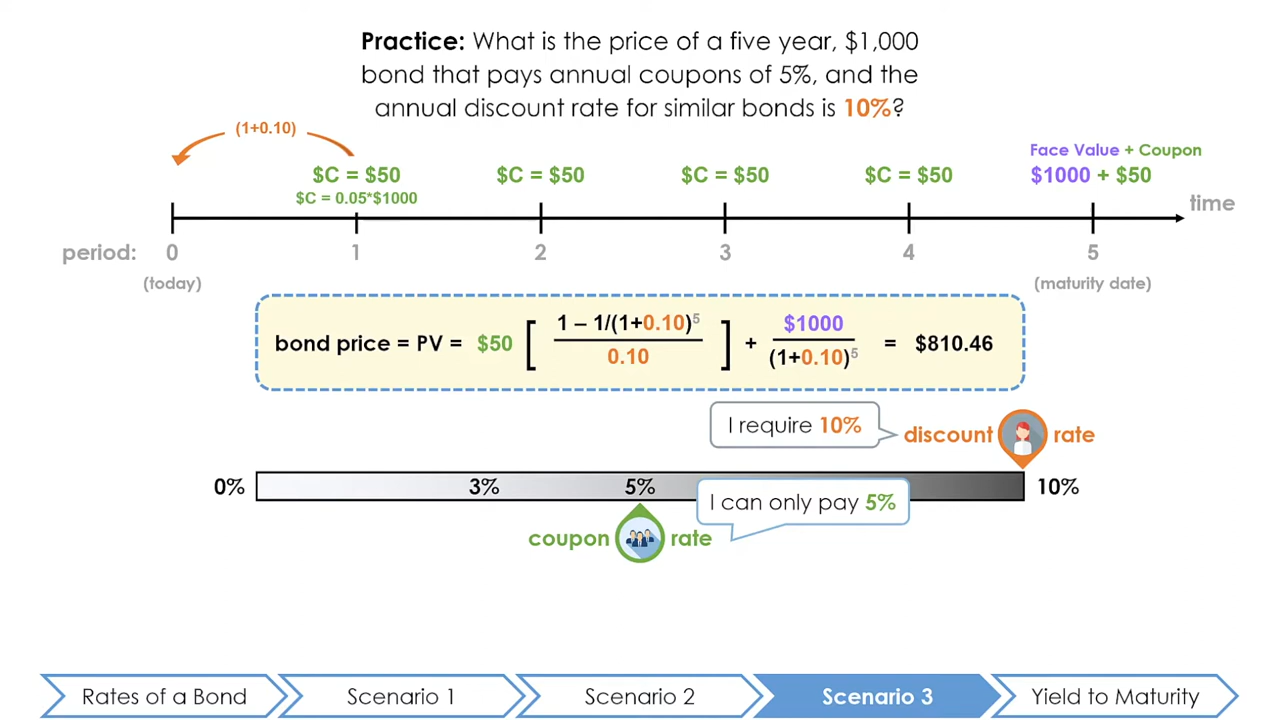 Practice: What is the price of a five year, $1,000
bond that pays annual coupons of 5%, and the
annual discount rate for similar bonds is 10%?
(1+0.10)
Face Value + Coupon
$C = $50 $C = $50 $C = $50 $C = $50 $1000 + $50
$C = 0.05*$1000
time
period: 0 1 2 3 4 5
(today) (maturity date)
bond price = PV = $50 [ 1 – 1/(1+0.10)⁵ / 0.10 ] + $1000 / (1+0.10)⁵ = $810.46
I require 10%
discount rate
0% 3% 5% 10%
I can only pay 5%
coupon rate
Rates of a Bond Scenario 1 Scenario 2 Scenario 3 Yield to Maturity